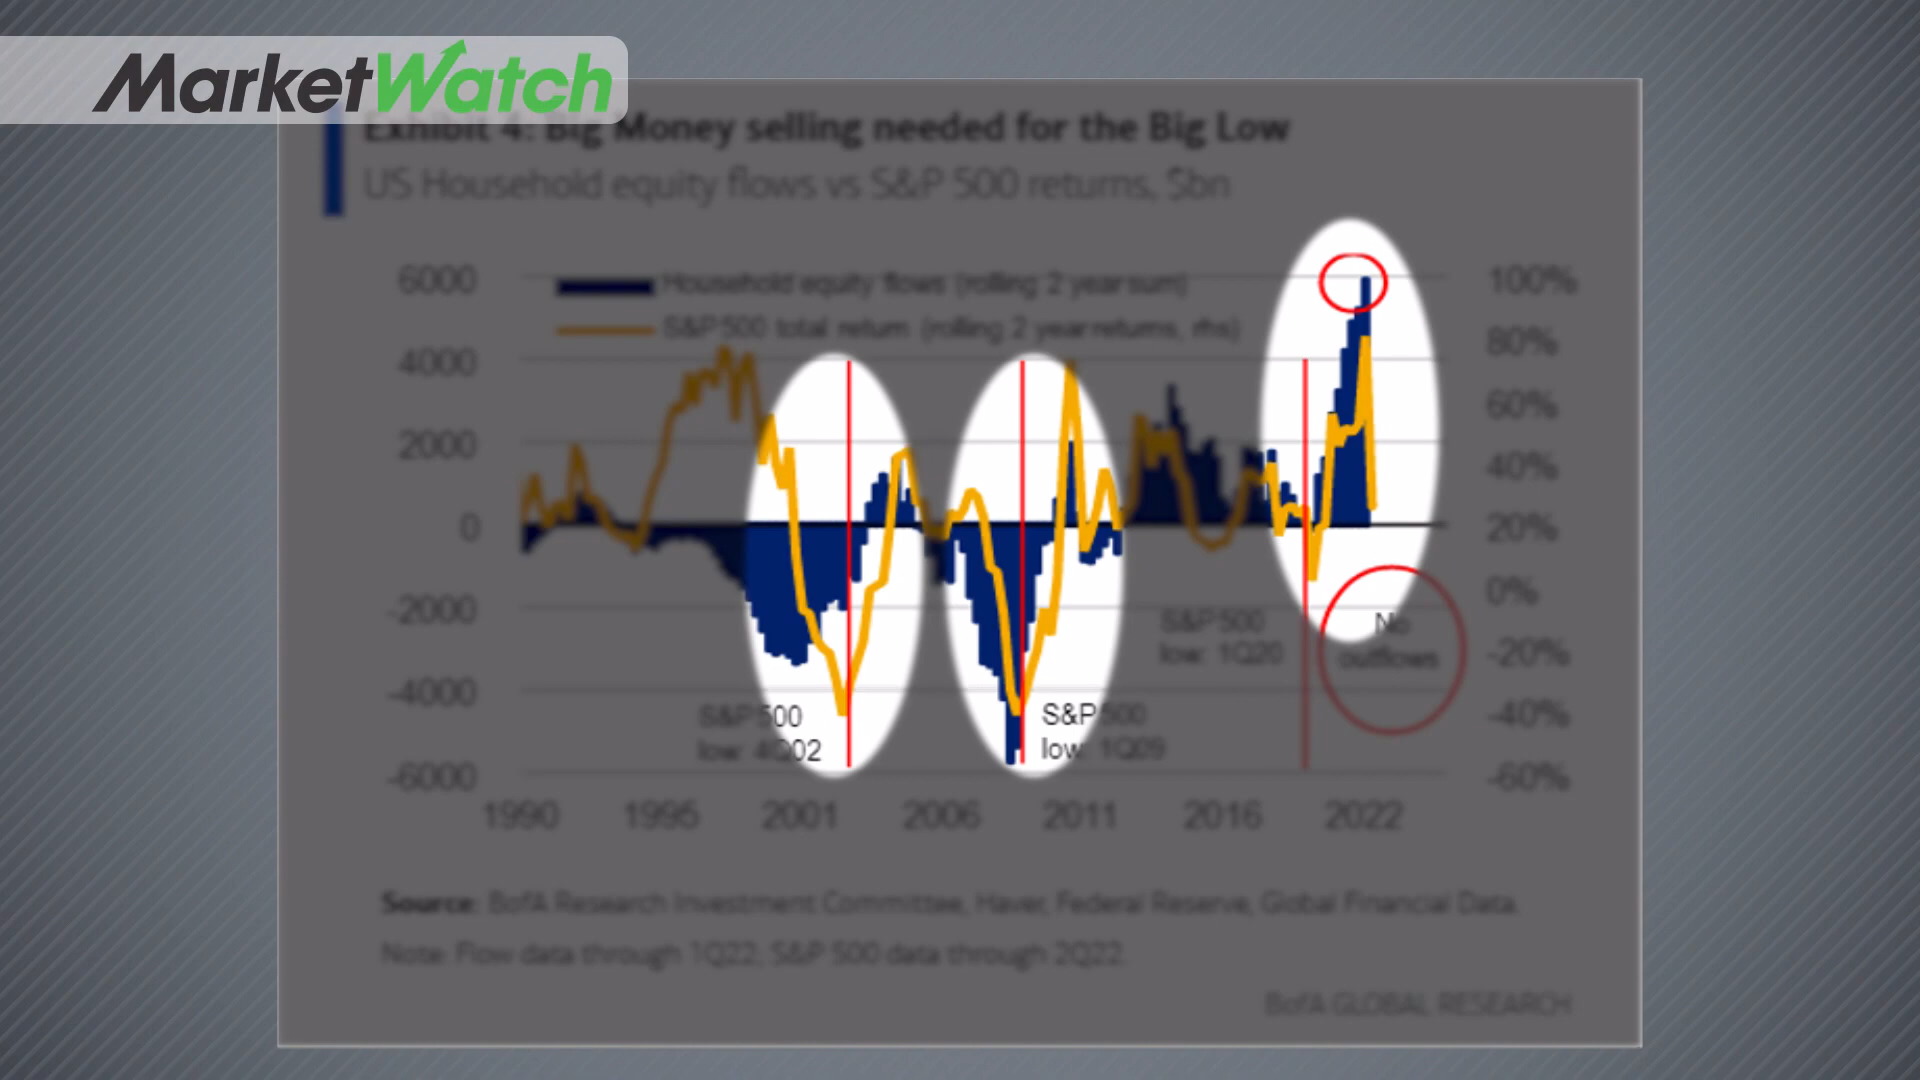 MarketWatch
Exhibit 4: Big Money selling needed for the Big Low
US Household equity flows vs S&P 500 returns, $bn
Household equity flows (rolling 2 year sum)
S&P 500 total return (rolling 2 year returns, rhs)
6000
4000
2000
0
-2000
-4000
-6000
100%
80%
60%
40%
20%
0%
-20%
-40%
-60%
S&P 500
low: 4Q02
S&P 500
low: 1Q09
S&P 500
low: 1Q20
No
outflows
1990 1995 2001 2006 2011 2016 2022
Source: BofA Research Investment Committee, Haver, Federal Reserve, Global Financial Data.
Note: Flow data through 1Q22; S&P 500 data through 2Q22.
BofA GLOBAL RESEARCH